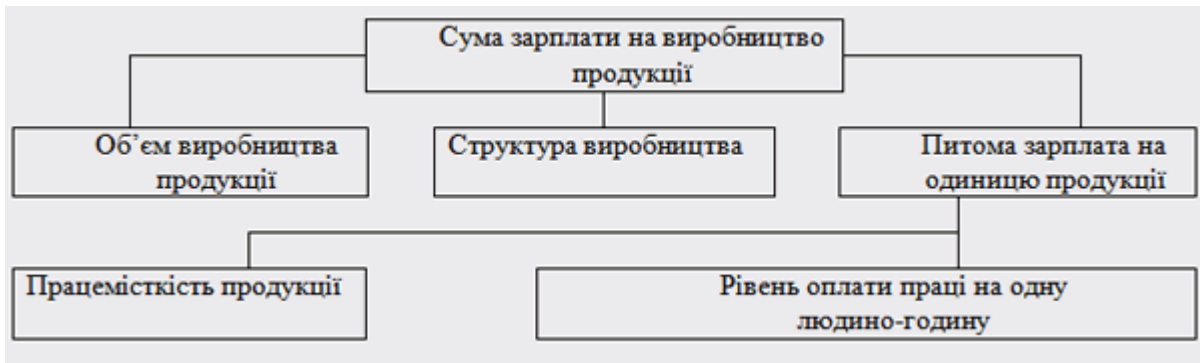 Сума зарплати на виробництво
продукції
Об’єм виробництва
продукції
Структура виробництва
Питома зарплата на
одиницю продукції
Працемісткість продукції
Рівень оплати праці на одну
людино-годину